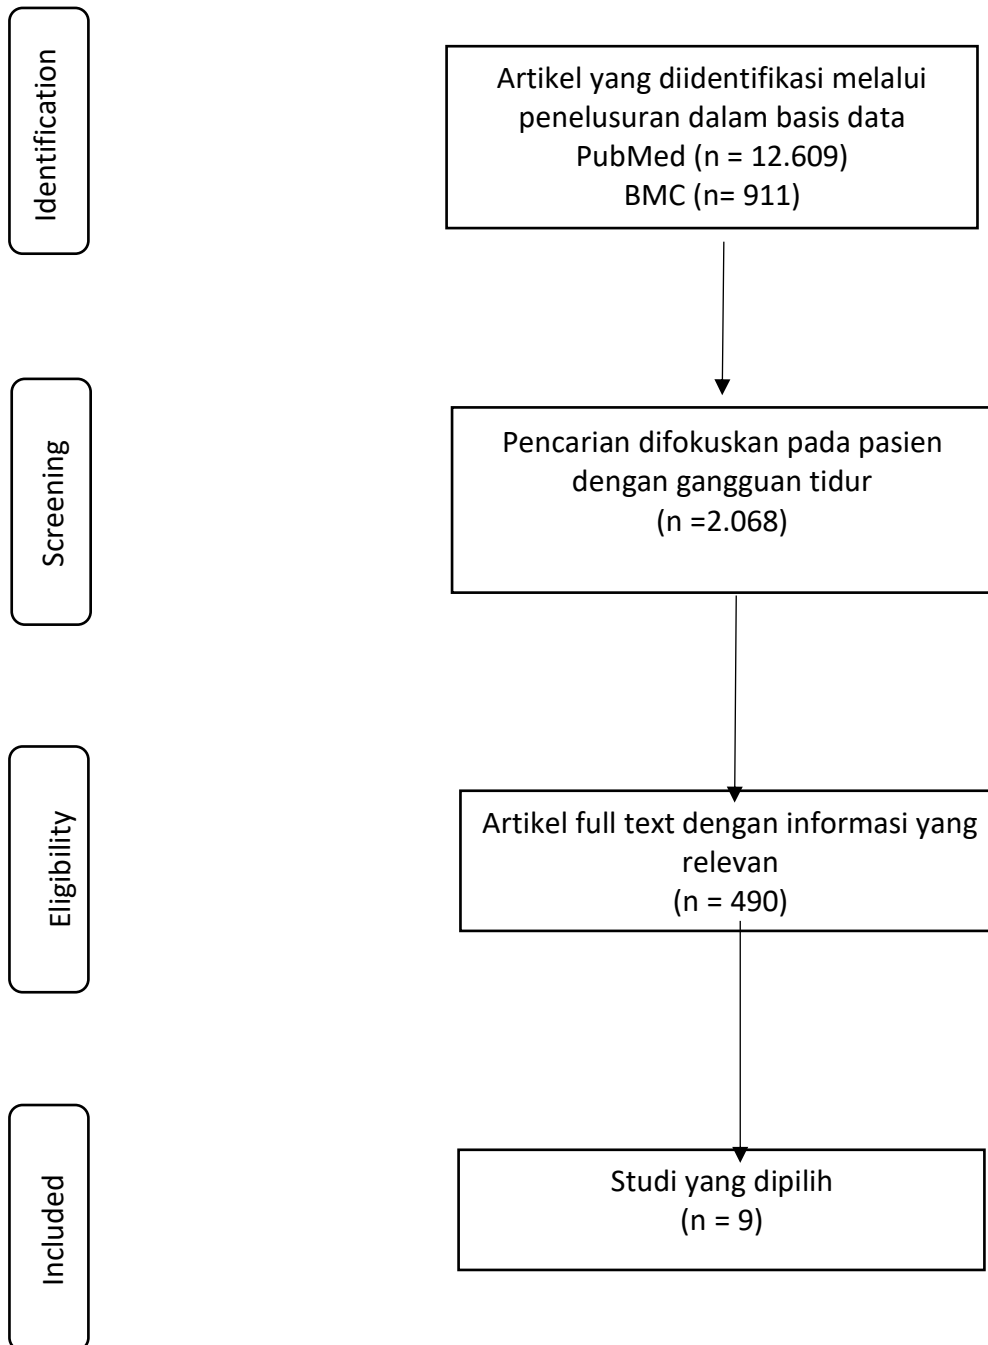 Identification
Artikel yang diidentifikasi melalui
penelusuran dalam basis data
PubMed (n = 12.609)
BMC (n= 911)
Screening
Pencarian difokuskan pada pasien
dengan gangguan tidur
(n =2.068)
Eligibility
Artikel full text dengan informasi yang
relevan
(n = 490)
Included
Studi yang dipilih
(n = 9)